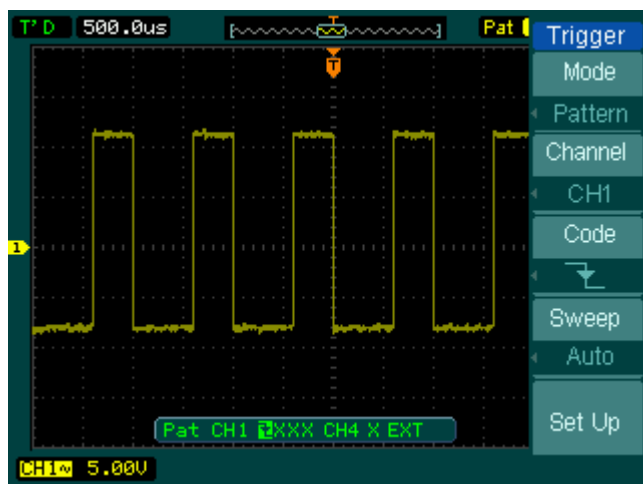 T'D 500.0us Pat
T
Trigger
Mode
Pattern
Channel
CH1
Code
Sweep
Auto
Set Up
1
Pat CH1 XXX CH4 X EXT
CH1~ 5.00V